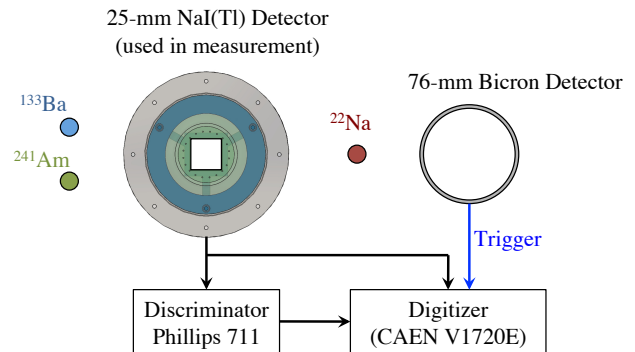 25-mm NaI(Tl) Detector
(used in measurement)
76-mm Bicron Detector
¹³³Ba
²²Na
²⁴¹Am
Trigger
Discriminator
Phillips 711
Digitizer
(CAEN V1720E)